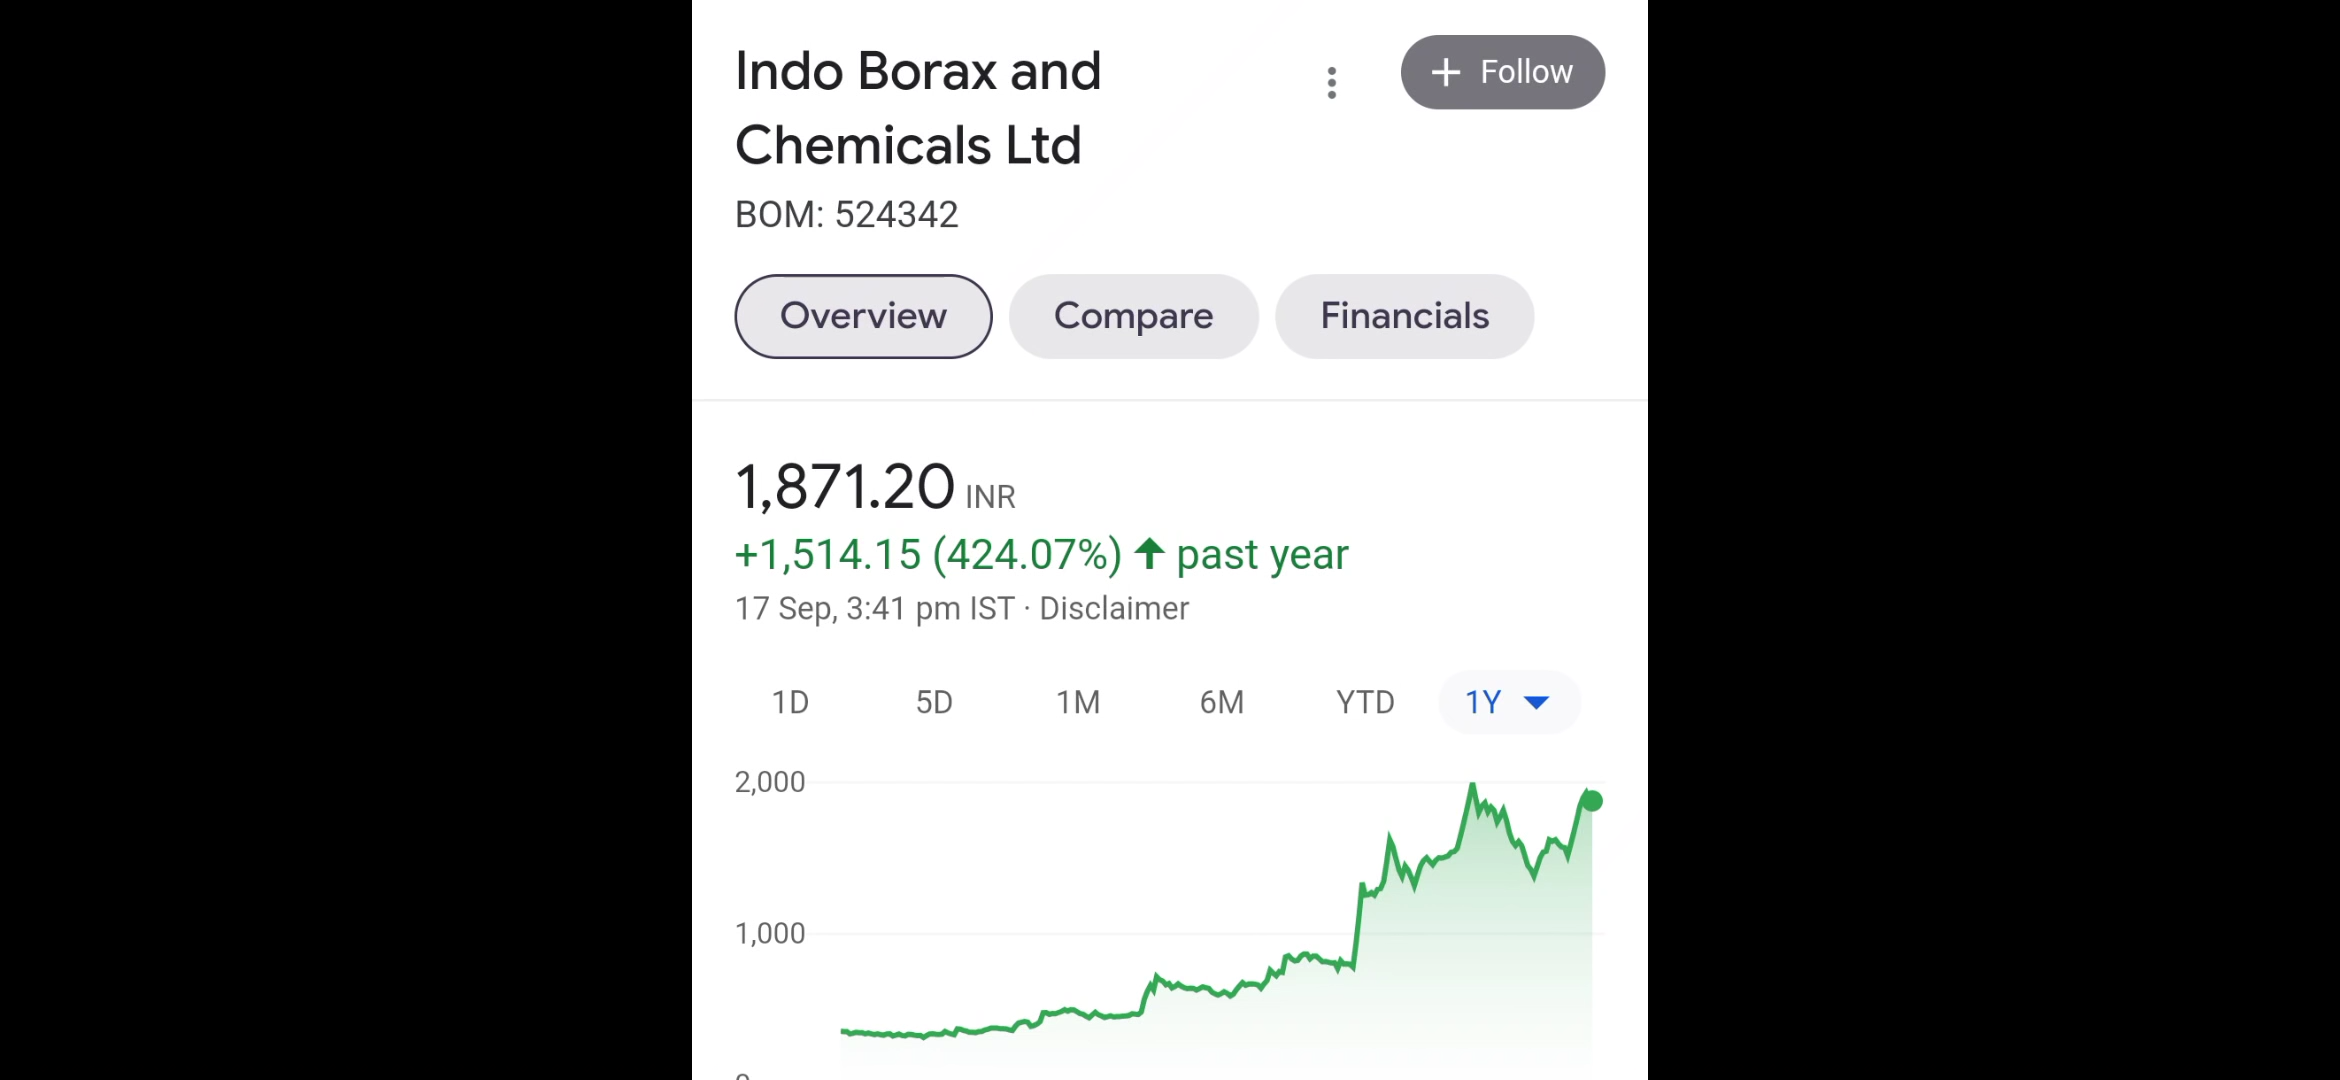 Indo Borax and
Chemicals Ltd
+ Follow
BOM: 524342
Overview
Compare
Financials
1,871.20 INR
+1,514.15 (424.07%) ↑ past year
17 Sep, 3:41 pm IST · Disclaimer
1D
5D
1M
6M
YTD
1Y
2,000
1,000